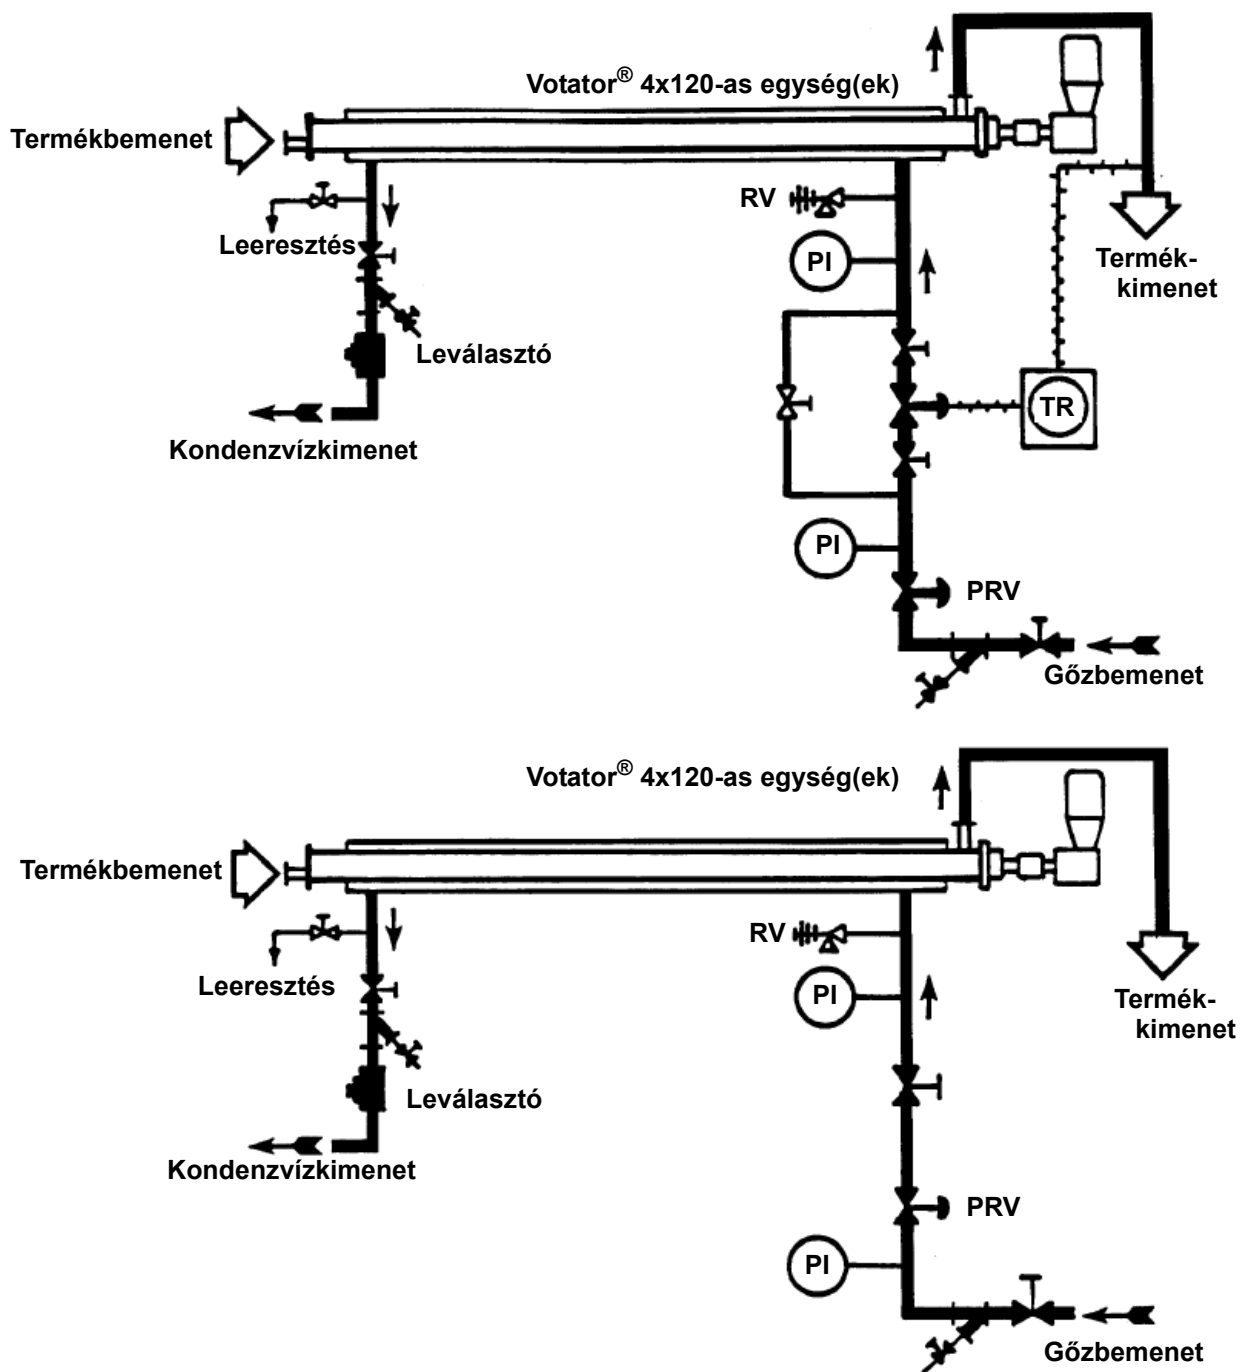 Votator® 4x120-as egység(ek)
Termékbemenet
RV
Leeresztés
PI
Termék-
kimenet
Leválasztó
TR
Kondenzvízkimenet
PI
PRV
Gőzbemenet
Votator® 4x120-as egység(ek)
Termékbemenet
RV
Leeresztés
PI
Termék-
kimenet
Leválasztó
Kondenzvízkimenet
PRV
PI
Gőzbemenet